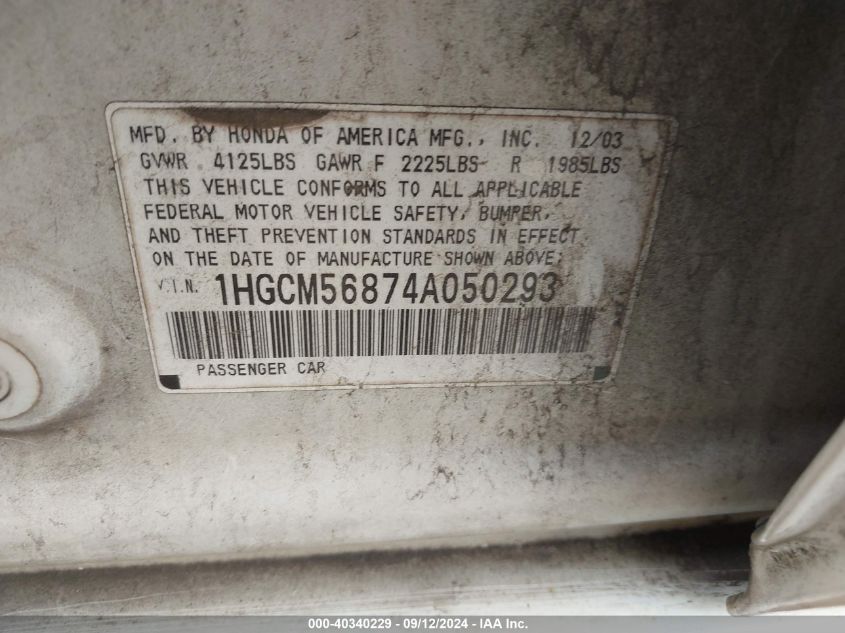 MFD. BY HONDA OF AMERICA MFG., INC. 12/03
GVWR 4125LBS GAWR F 2225LBS R 1985LBS
THIS VEHICLE CONFORMS TO ALL APPLICABLE
FEDERAL MOTOR VEHICLE SAFETY, BUMPER,
AND THEFT PREVENTION STANDARDS IN EFFECT
ON THE DATE OF MANUFACTURE SHOWN ABOVE;
V.I.N. 1HGCM56874A050293
PASSENGER CAR
000-40340229 - 09/12/2024 - IAA Inc.